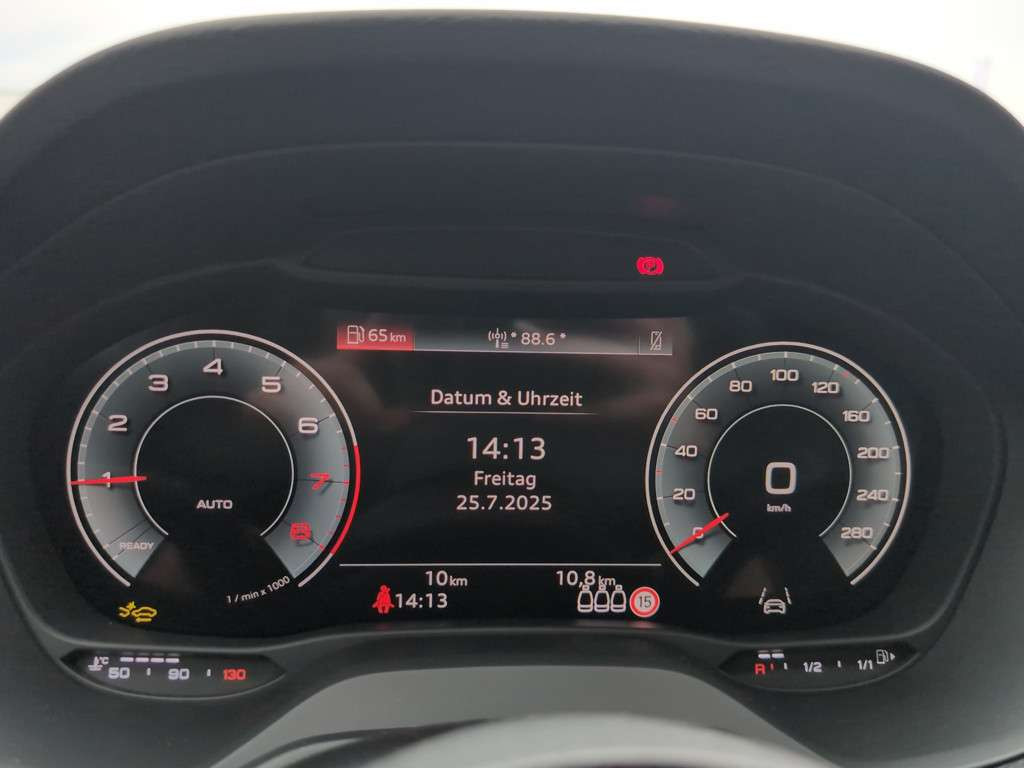 65 km
* 88.6 *
Datum & Uhrzeit
14:13
Freitag
25.7.2025
10 km
10,8 km
14:13
15
1
2
3
4
5
6
7
AUTO
READY
1 / min x 1000
0
20
40
60
80
100
120
160
200
240
280
0
km/h
°C
50
90
130
R
1/2
1/1
P